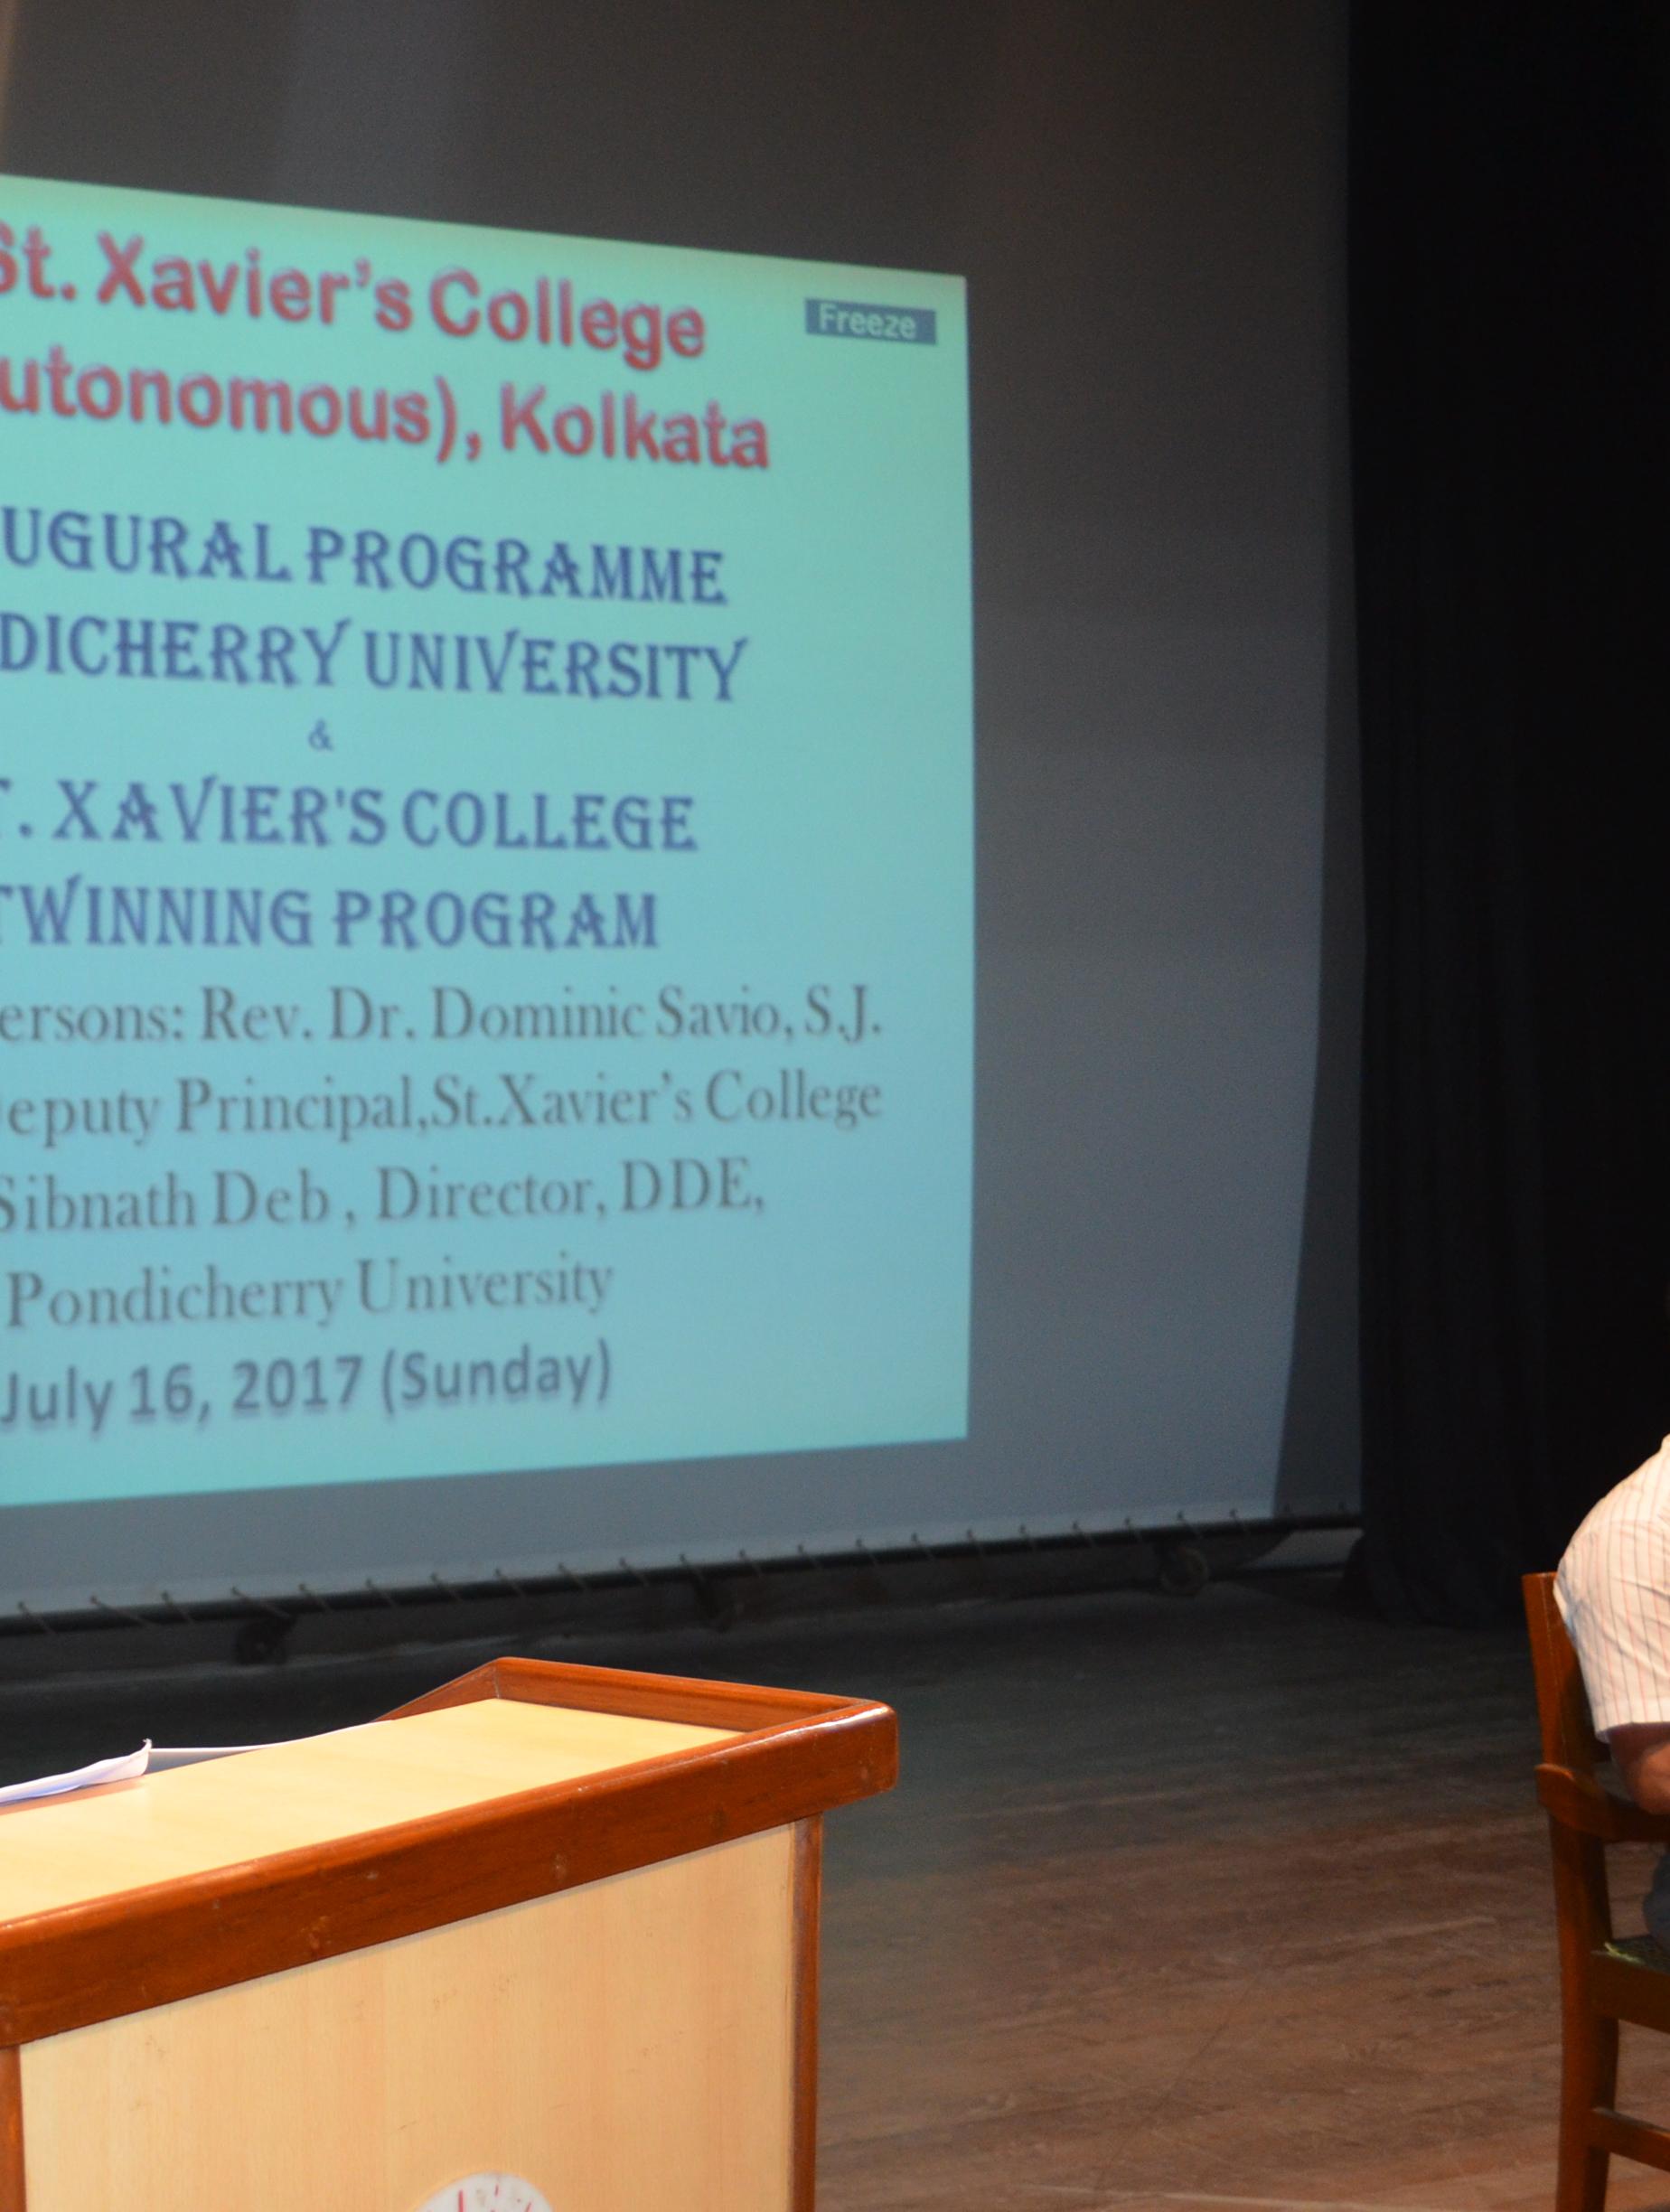 St. Xavier's College
Freeze
utonomous), Kolkata
UGURAL PROGRAMME
DICHERRY UNIVERSITY
&
T. XAVIER'S COLLEGE
TWINNING PROGRAM
ersons: Rev. Dr. Dominic Savio, S.J.
eputy Principal,St.Xavier's College
Sibnath Deb , Director, DDE,
Pondicherry University
July 16, 2017 (Sunday)